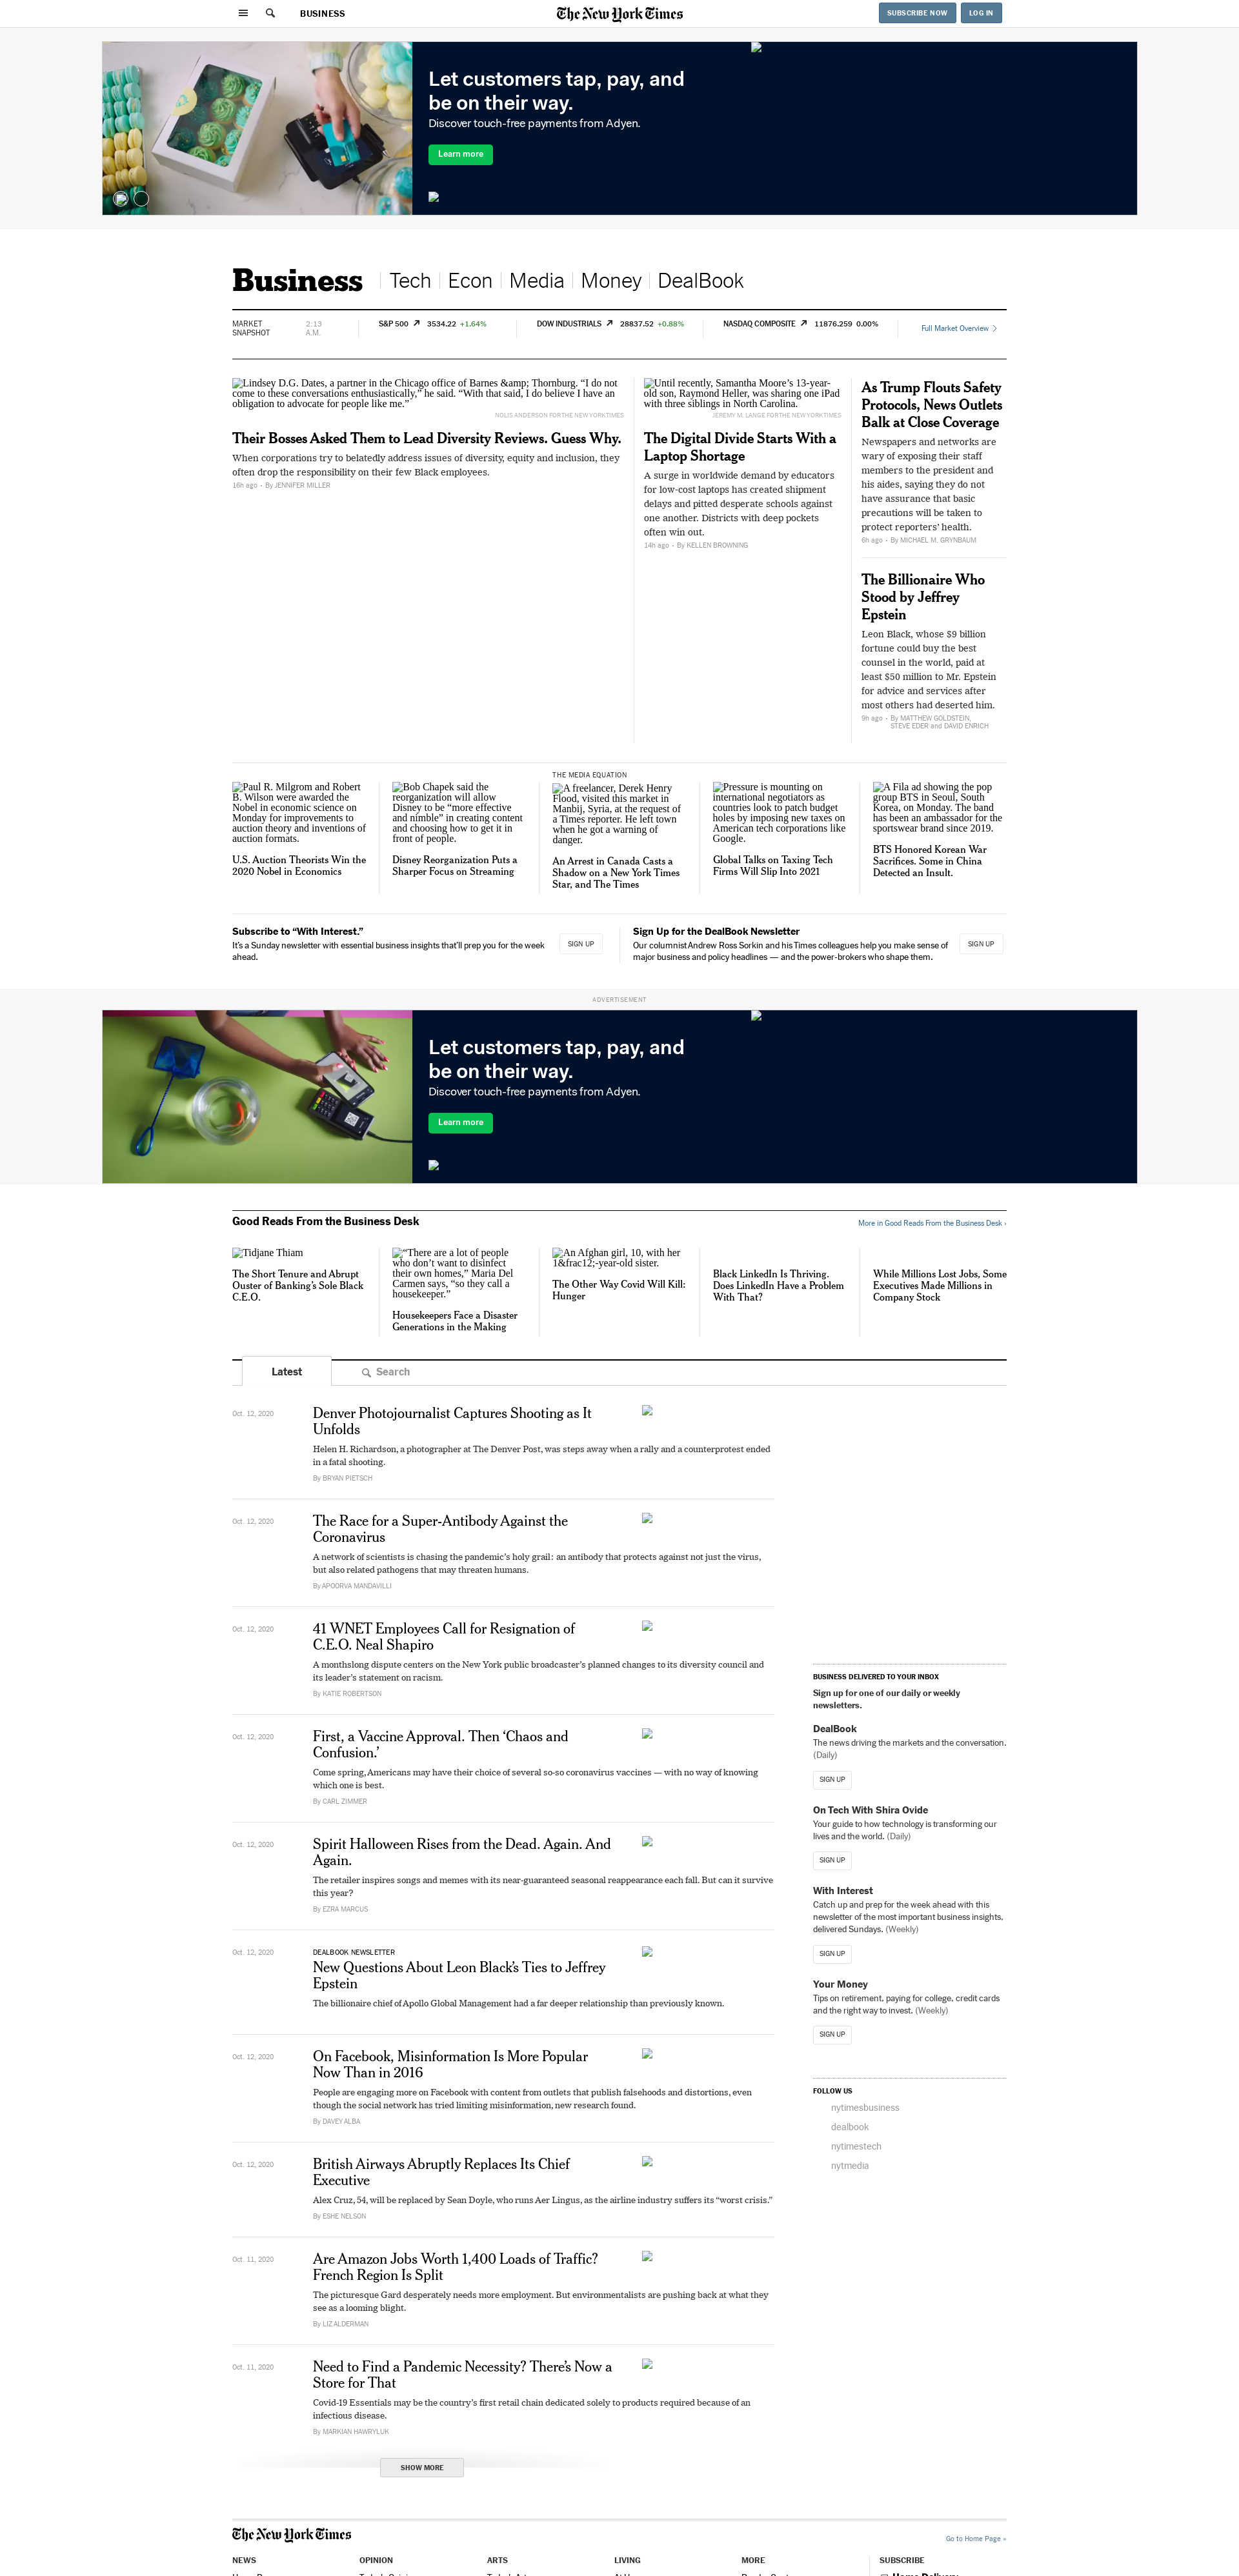 BUSINESS
The New York Times
SUBSCRIBE NOW
LOG IN
Let customers tap, pay, and
be on their way.
Discover touch-free payments from Adyen.
Learn more
Business
Tech
Econ
Media
Money
DealBook
MARKET
SNAPSHOT
2:13
A.M.
S&P 500 3534.22 +1.64%
DOW INDUSTRIALS 28837.52 +0.88%
NASDAQ COMPOSITE 11876.259 0.00%
Full Market Overview
Lindsey D.G. Dates, a partner in the Chicago office of Barnes &amp; Thornburg. “I do not
come to these conversations enthusiastically,” he said. “With that said, I do believe I have an
obligation to advocate for people like me.”
NOLIS ANDERSON FOR THE NEW YORK TIMES
Their Bosses Asked Them to Lead Diversity Reviews. Guess Why.
When corporations try to belatedly address issues of diversity, equity and inclusion, they
often drop the responsibility on their few Black employees.
16h ago · By JENNIFER MILLER
Until recently, Samantha Moore’s 13-year-
old son, Raymond Heller, was sharing one iPad
with three siblings in North Carolina.
JEREMY M. LANGE FOR THE NEW YORK TIMES
The Digital Divide Starts With a
Laptop Shortage
A surge in worldwide demand by educators
for low-cost laptops has created shipment
delays and pitted desperate schools against
one another. Districts with deep pockets
often win out.
14h ago · By KELLEN BROWNING
As Trump Flouts Safety
Protocols, News Outlets
Balk at Close Coverage
Newspapers and networks are
wary of exposing their staff
members to the president and
his aides, saying they do not
have assurance that basic
precautions will be taken to
protect reporters’ health.
6h ago · By MICHAEL M. GRYNBAUM
The Billionaire Who
Stood by Jeffrey
Epstein
Leon Black, whose $9 billion
fortune could buy the best
counsel in the world, paid at
least $50 million to Mr. Epstein
for advice and services after
most others had deserted him.
9h ago · By MATTHEW GOLDSTEIN,
STEVE EDER and DAVID ENRICH
Paul R. Milgrom and Robert
B. Wilson were awarded the
Nobel in economic science on
Monday for improvements to
auction theory and inventions of
auction formats.
U.S. Auction Theorists Win the
2020 Nobel in Economics
Bob Chapek said the
reorganization will allow
Disney to be “more effective
and nimble” in creating content
and choosing how to get it in
front of people.
Disney Reorganization Puts a
Sharper Focus on Streaming
THE MEDIA EQUATION
A freelancer, Derek Henry
Flood, visited this market in
Manbij, Syria, at the request of
a Times reporter. He left town
when he got a warning of
danger.
An Arrest in Canada Casts a
Shadow on a New York Times
Star, and The Times
Pressure is mounting on
international negotiators as
countries look to patch budget
holes by imposing new taxes on
American tech corporations like
Google.
Global Talks on Taxing Tech
Firms Will Slip Into 2021
A Fila ad showing the pop
group BTS in Seoul, South
Korea, on Monday. The band
has been an ambassador for the
sportswear brand since 2019.
BTS Honored Korean War
Sacrifices. Some in China
Detected an Insult.
Subscribe to “With Interest.”
It’s a Sunday newsletter with essential business insights that’ll prep you for the week
ahead.
SIGN UP
Sign Up for the DealBook Newsletter
Our columnist Andrew Ross Sorkin and his Times colleagues help you make sense of
major business and policy headlines — and the power-brokers who shape them.
SIGN UP
ADVERTISEMENT
Let customers tap, pay, and
be on their way.
Discover touch-free payments from Adyen.
Learn more
Good Reads From the Business Desk
More in Good Reads From the Business Desk ›
Tidjane Thiam
The Short Tenure and Abrupt
Ouster of Banking’s Sole Black
C.E.O.
“There are a lot of people
who don’t want to disinfect
their own homes,” Maria Del
Carmen says, “so they call a
housekeeper.”
Housekeepers Face a Disaster
Generations in the Making
An Afghan girl, 10, with her
1&frac12;-year-old sister.
The Other Way Covid Will Kill:
Hunger
Black LinkedIn Is Thriving.
Does LinkedIn Have a Problem
With That?
While Millions Lost Jobs, Some
Executives Made Millions in
Company Stock
Latest
Search
Oct. 12, 2020
Denver Photojournalist Captures Shooting as It
Unfolds
Helen H. Richardson, a photographer at The Denver Post, was steps away when a rally and a counterprotest ended
in a fatal shooting.
By BRYAN PIETSCH
Oct. 12, 2020
The Race for a Super-Antibody Against the
Coronavirus
A network of scientists is chasing the pandemic’s holy grail: an antibody that protects against not just the virus,
but also related pathogens that may threaten humans.
By APOORVA MANDAVILLI
Oct. 12, 2020
41 WNET Employees Call for Resignation of
C.E.O. Neal Shapiro
A monthslong dispute centers on the New York public broadcaster’s planned changes to its diversity council and
its leader’s statement on racism.
By KATIE ROBERTSON
Oct. 12, 2020
First, a Vaccine Approval. Then ‘Chaos and
Confusion.’
Come spring, Americans may have their choice of several so-so coronavirus vaccines — with no way of knowing
which one is best.
By CARL ZIMMER
Oct. 12, 2020
Spirit Halloween Rises from the Dead. Again. And
Again.
The retailer inspires songs and memes with its near-guaranteed seasonal reappearance each fall. But can it survive
this year?
By EZRA MARCUS
Oct. 12, 2020
DEALBOOK NEWSLETTER
New Questions About Leon Black’s Ties to Jeffrey
Epstein
The billionaire chief of Apollo Global Management had a far deeper relationship than previously known.
Oct. 12, 2020
On Facebook, Misinformation Is More Popular
Now Than in 2016
People are engaging more on Facebook with content from outlets that publish falsehoods and distortions, even
though the social network has tried limiting misinformation, new research found.
By DAVEY ALBA
Oct. 12, 2020
British Airways Abruptly Replaces Its Chief
Executive
Alex Cruz, 54, will be replaced by Sean Doyle, who runs Aer Lingus, as the airline industry suffers its “worst crisis.”
By ESHE NELSON
Oct. 11, 2020
Are Amazon Jobs Worth 1,400 Loads of Traffic?
French Region Is Split
The picturesque Gard desperately needs more employment. But environmentalists are pushing back at what they
see as a looming blight.
By LIZ ALDERMAN
Oct. 11, 2020
Need to Find a Pandemic Necessity? There’s Now a
Store for That
Covid-19 Essentials may be the country’s first retail chain dedicated solely to products required because of an
infectious disease.
By MARKIAN HAWRYLUK
SHOW MORE
BUSINESS DELIVERED TO YOUR INBOX
Sign up for one of our daily or weekly
newsletters.
DealBook
The news driving the markets and the conversation.
(Daily)
SIGN UP
On Tech With Shira Ovide
Your guide to how technology is transforming our
lives and the world. (Daily)
SIGN UP
With Interest
Catch up and prep for the week ahead with this
newsletter of the most important business insights,
delivered Sundays. (Weekly)
SIGN UP
Your Money
Tips on retirement, paying for college, credit cards
and the right way to invest. (Weekly)
SIGN UP
FOLLOW US
nytimesbusiness
dealbook
nytimestech
nytmedia
The New York Times
Go to Home Page »
NEWS
OPINION
ARTS
LIVING
MORE
SUBSCRIBE